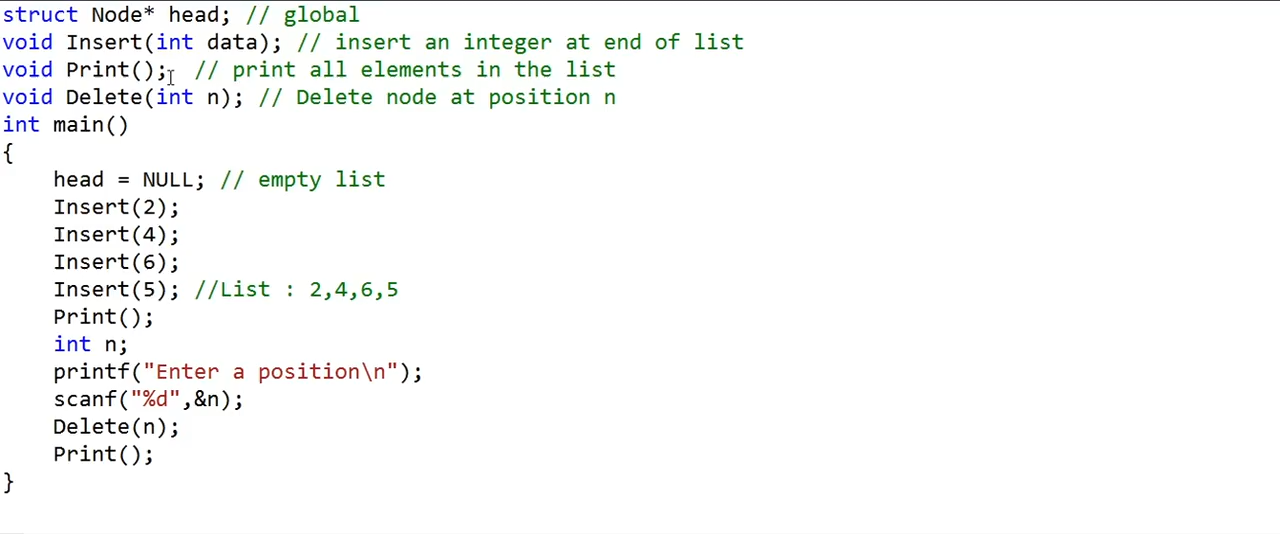 struct Node* head; // global
void Insert(int data); // insert an integer at end of list
void Print();  // print all elements in the list
void Delete(int n); // Delete node at position n
int main()
{
    head = NULL; // empty list
    Insert(2);
    Insert(4);
    Insert(6);
    Insert(5); //List : 2,4,6,5
    Print();
    int n;
    printf("Enter a position\n");
    scanf("%d",&n);
    Delete(n);
    Print();
}